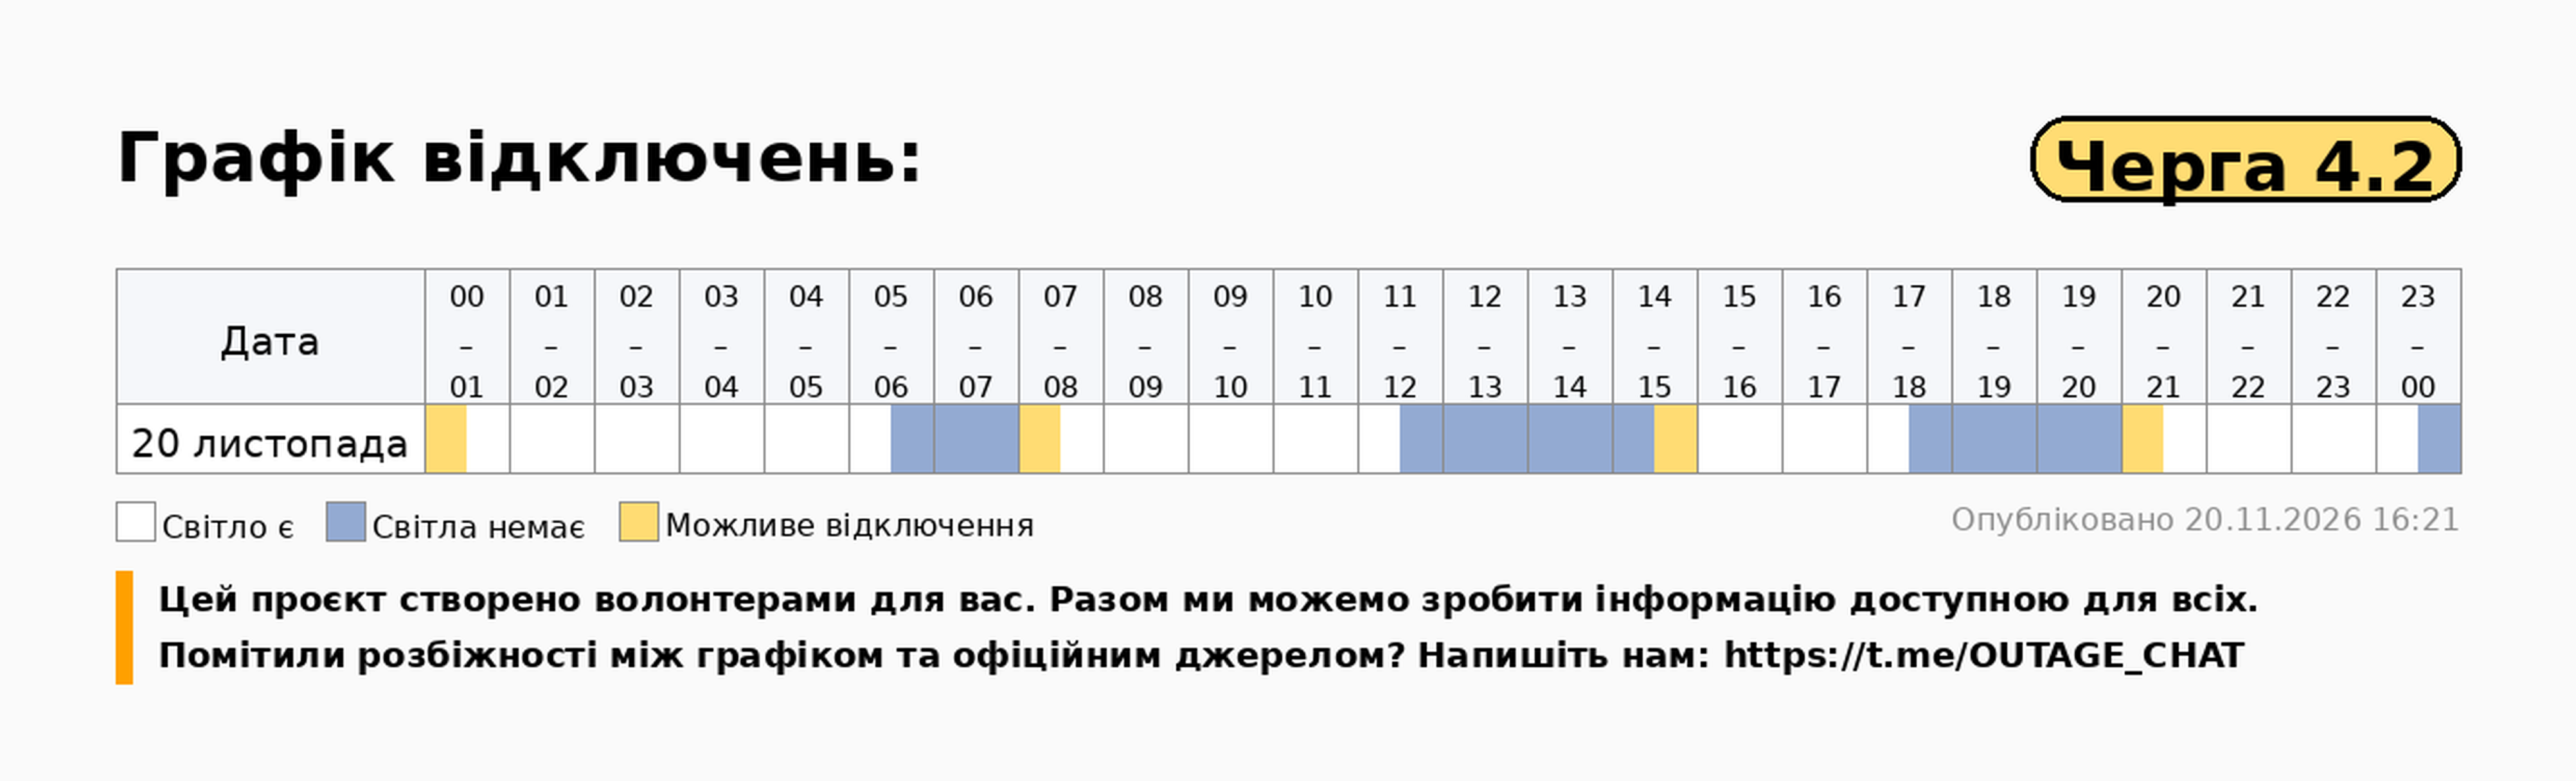 Графік відключень:
Черга 4.2
Дата
00 – 01
01 – 02
02 – 03
03 – 04
04 – 05
05 – 06
06 – 07
07 – 08
08 – 09
09 – 10
10 – 11
11 – 12
12 – 13
13 – 14
14 – 15
15 – 16
16 – 17
17 – 18
18 – 19
19 – 20
20 – 21
21 – 22
22 – 23
23 – 00
20 листопада
Світло є
Світла немає
Можливе відключення
Опубліковано 20.11.2026 16:21
Цей проєкт створено волонтерами для вас. Разом ми можемо зробити інформацію доступною для всіх.
Помітили розбіжності між графіком та офіційним джерелом? Напишіть нам: https://t.me/OUTAGE_CHAT